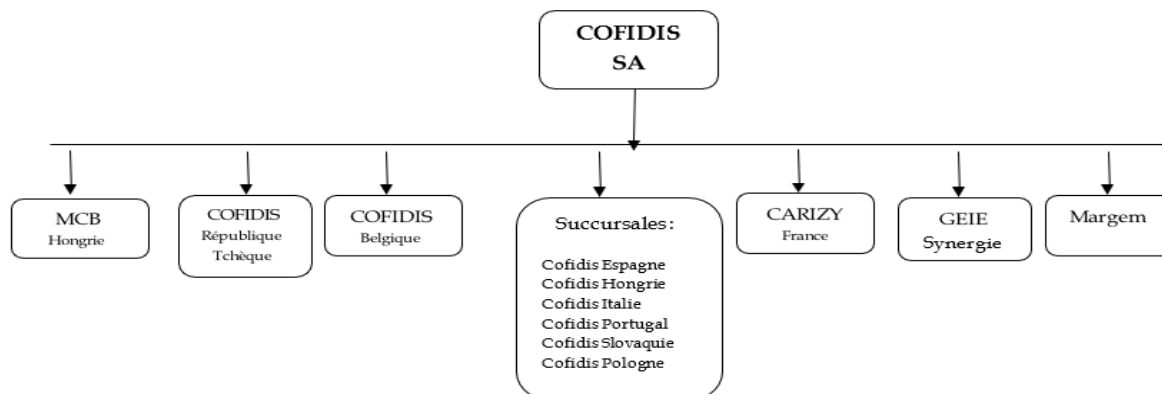 COFIDIS
SA
MCB
Hongrie
COFIDIS
République
Tchèque
COFIDIS
Belgique
Succursales :
Cofidis Espagne
Cofidis Hongrie
Cofidis Italie
Cofidis Portugal
Cofidis Slovaquie
Cofidis Pologne
CARIZY
France
GEIE
Synergie
Margem